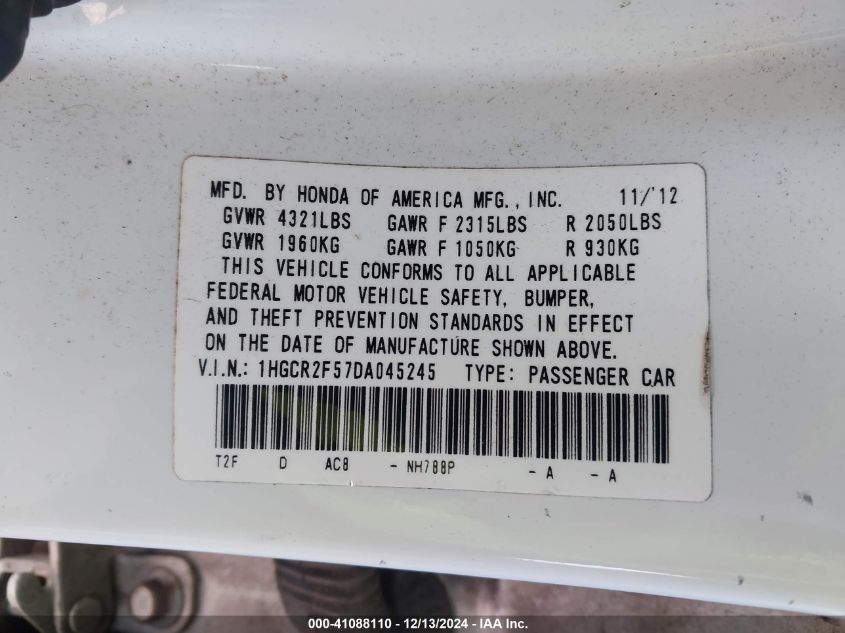 MFD. BY HONDA OF AMERICA MFG., INC. 11/'12
GVWR 4321LBS GAWR F 2315LBS R 2050LBS
GVWR 1960KG GAWR F 1050KG R 930KG
THIS VEHICLE CONFORMS TO ALL APPLICABLE
FEDERAL MOTOR VEHICLE SAFETY, BUMPER,
AND THEFT PREVENTION STANDARDS IN EFFECT
ON THE DATE OF MANUFACTURE SHOWN ABOVE.
V.I.N.: 1HGCR2F57DA045245 TYPE: PASSENGER CAR
T2F D AC8 - NH788P - A - A
000-41088110 - 12/13/2024 - IAA Inc.